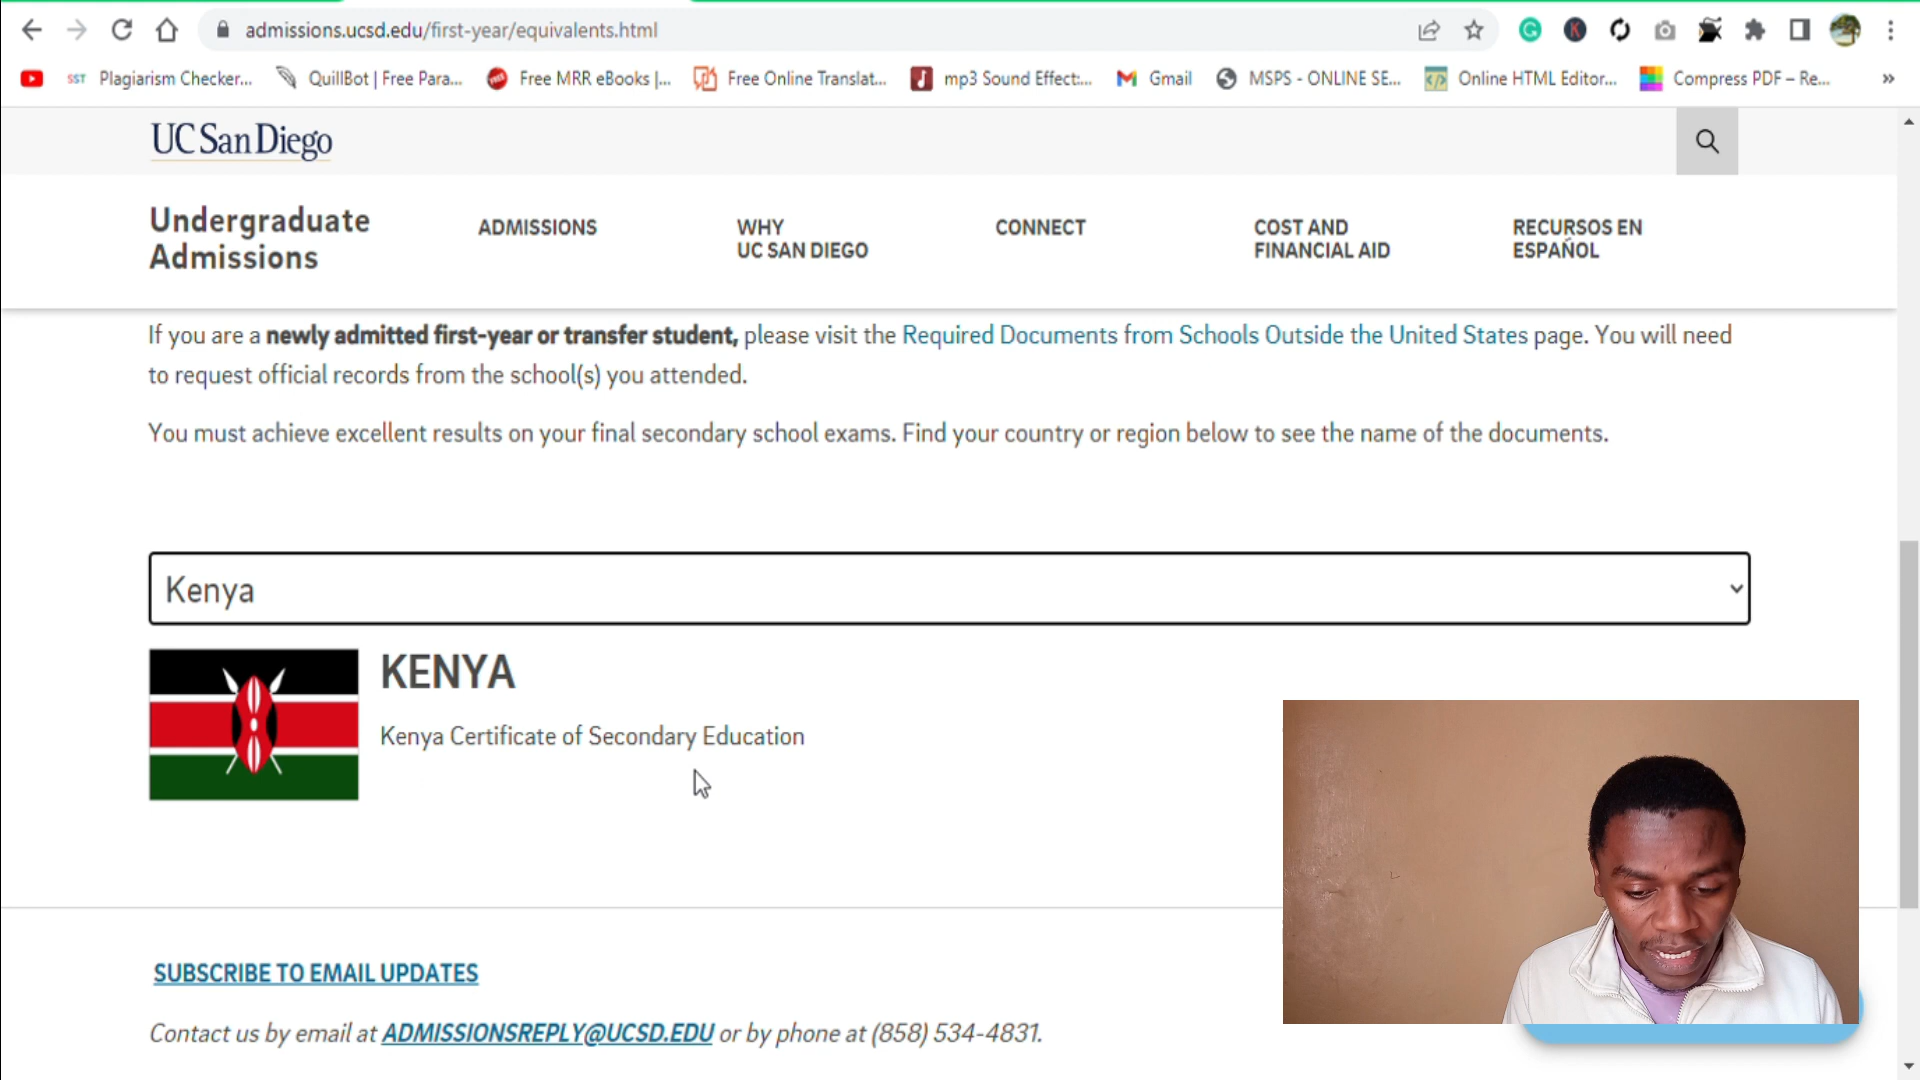 admissions.ucsd.edu/first-year/equivalents.html
SST Plagiarism Checker... QuillBot | Free Para... Free MRR eBooks |... Free Online Translat... mp3 Sound Effect:... Gmail MSPS - ONLINE SE... Online HTML Editor... Compress PDF – Re... »
UC San Diego
Undergraduate
Admissions
ADMISSIONS
WHY
UC SAN DIEGO
CONNECT
COST AND
FINANCIAL AID
RECURSOS EN
ESPAÑOL
If you are a newly admitted first-year or transfer student, please visit the Required Documents from Schools Outside the United States page. You will need
to request official records from the school(s) you attended.
You must achieve excellent results on your final secondary school exams. Find your country or region below to see the name of the documents.
Kenya
KENYA
Kenya Certificate of Secondary Education
SUBSCRIBE TO EMAIL UPDATES
Contact us by email at ADMISSIONSREPLY@UCSD.EDU or by phone at (858) 534-4831.